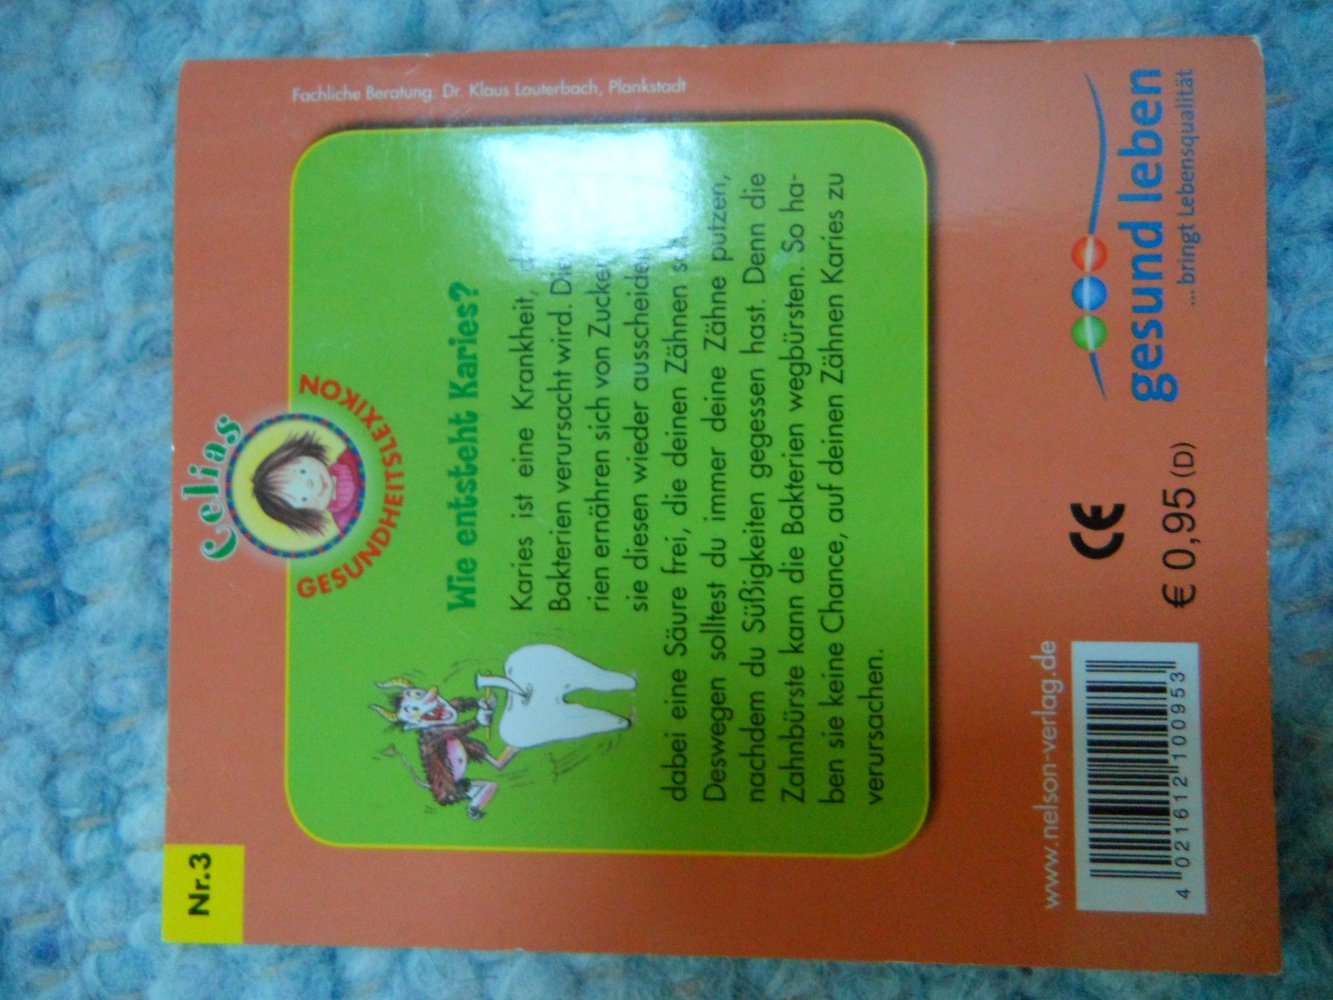 Nr.3
Celias
GESUNDHEITSLEXIKON
Fachliche Beratung: Dr. Klaus Lauterbach, Plankstadt
Wie entsteht Karies?
Karies ist eine Krankheit,
Bakterien verursacht wird.
rien ernähren sich von
sie diesen wieder
dabei eine Säure frei, die deinen Zähnen
Deswegen solltest du immer deine Zähne putzen,
nachdem du Süßigkeiten gegessen hast. Denn die
Zahnbürste kann die Bakterien wegbürsten. So ha-
ben sie keine Chance, auf deinen Zähnen Karies zu
verursachen.
www.nelson-verlag.de
4 021612 100953
CE
€ 0,95 (D)
gesund leben
... bringt Lebensqualität